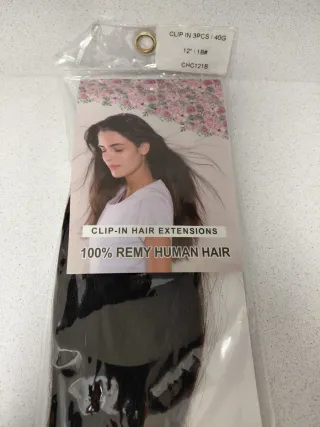 CLIP IN 3PCS / 40G
12" / 1B#
CHC121B
CLIP-IN HAIR EXTENSIONS
100% REMY HUMAN HAIR